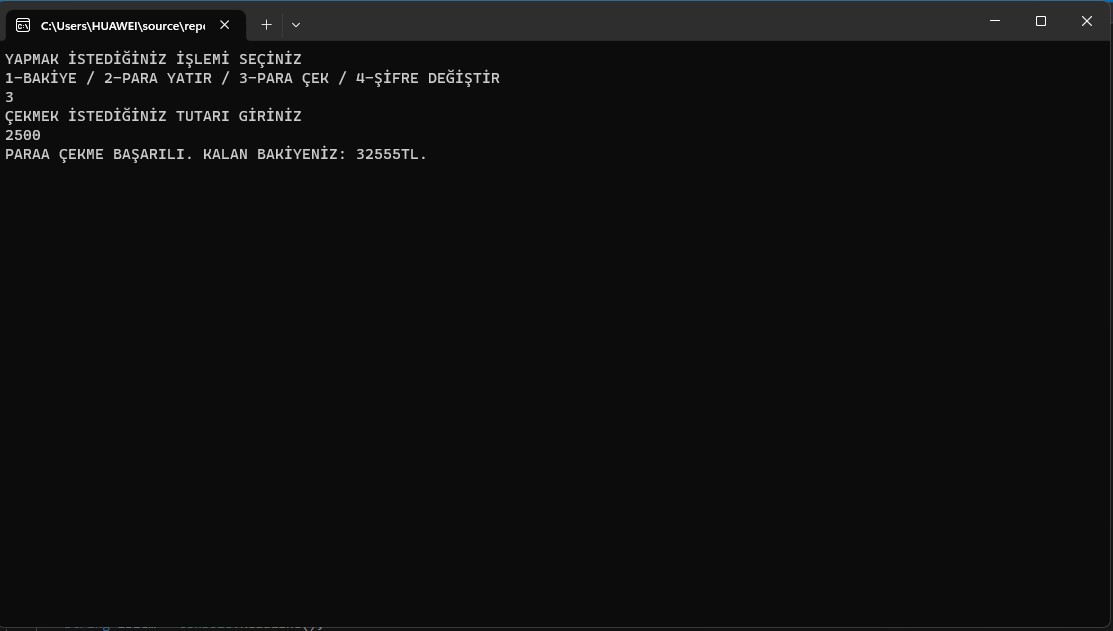 C:\Users\HUAWEI\source\repo
YAPMAK İSTEDİĞİNİZ İŞLEMİ SEÇİNİZ
1-BAKİYE / 2-PARA YATIR / 3-PARA ÇEK / 4-ŞİFRE DEĞİŞTİR
3
ÇEKMEK İSTEDİĞİNİZ TUTARI GİRİNİZ
2500
PARAA ÇEKME BAŞARILI. KALAN BAKİYENİZ: 32555TL.